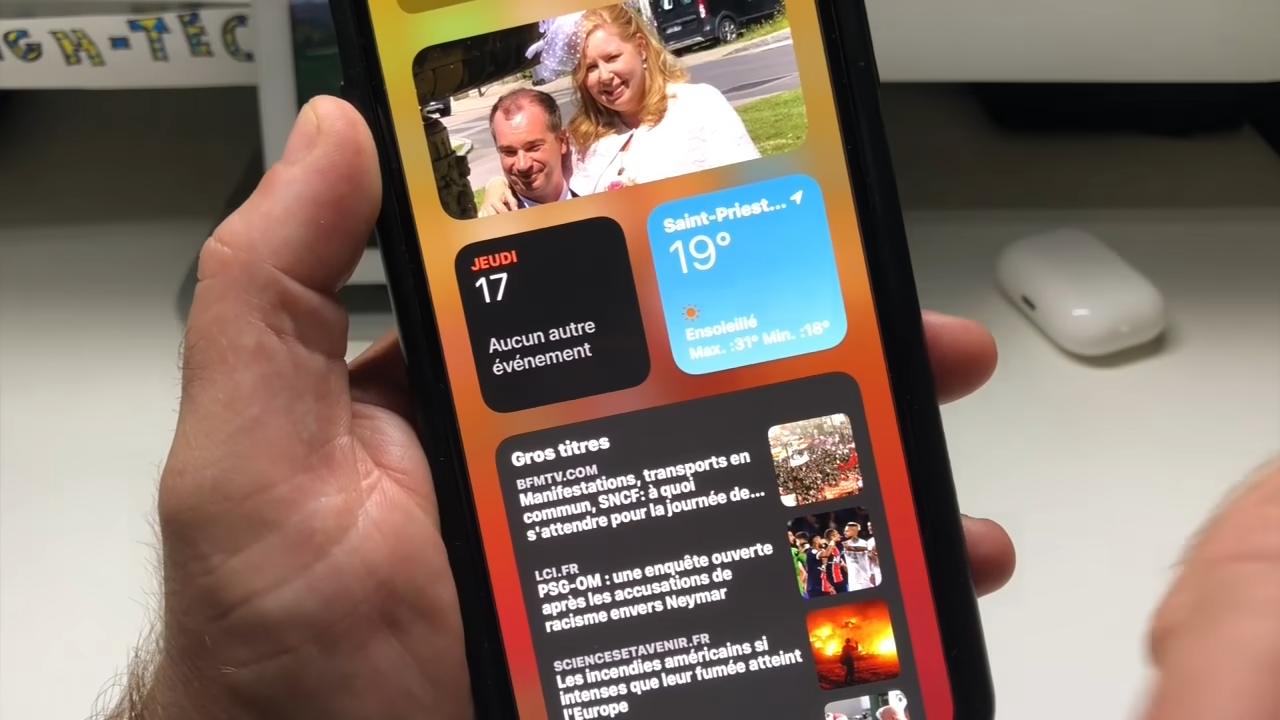 GH-TEC
JEUDI
17
Aucun autre
événement
Saint-Priest...
19°
Ensoleillé
Max. :31° Min. :18°
Gros titres
BFMTV.COM
Manifestations, transports en
commun, SNCF: à quoi
s'attendre pour la journée de...
LCI.FR
PSG-OM : une enquête ouverte
après les accusations de
racisme envers Neymar
SCIENCESETAVENIR.FR
Les incendies américains si
intenses que leur fumée atteint
l'Europe